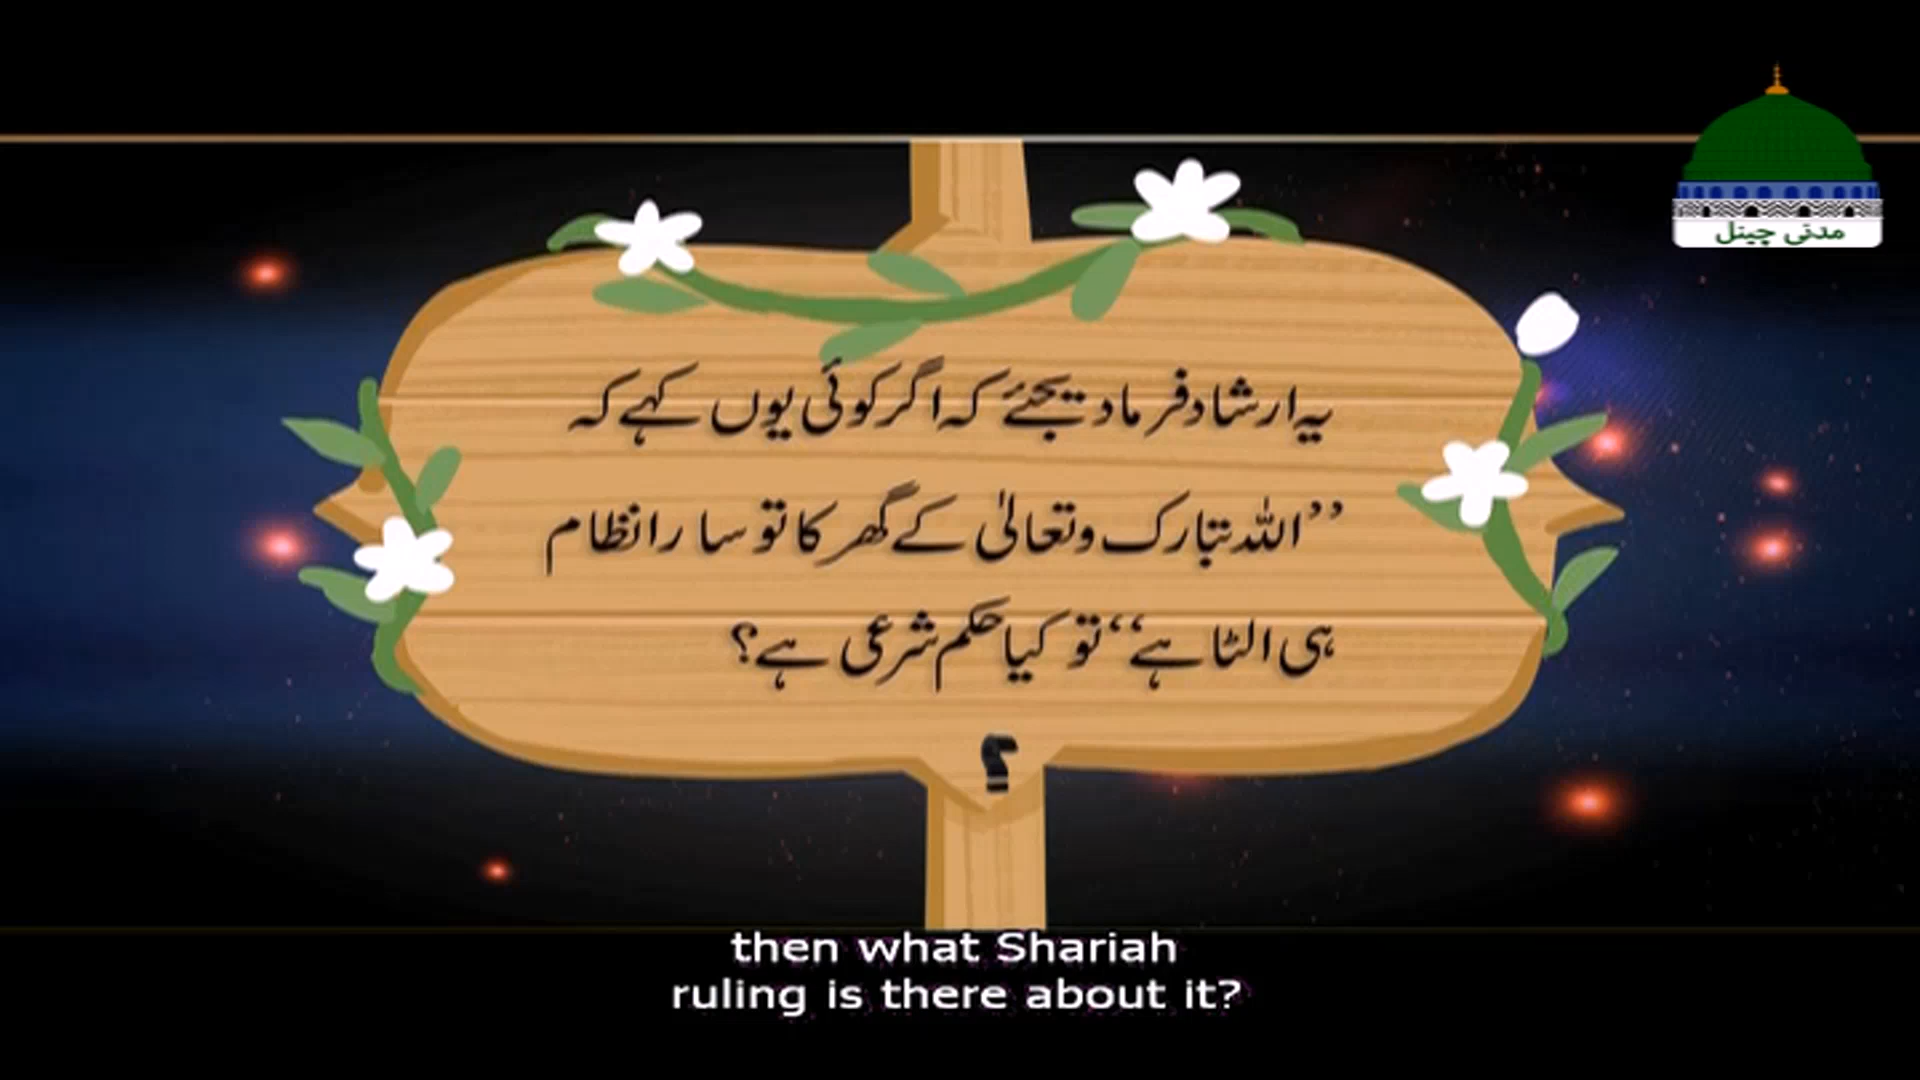 مدنی چینل
یہ ارشاد فرما دیجئے کہ اگر کوئی یوں کہے کہ
’’اللہ تبارک وتعالیٰ کے گھر کا تو سارا نظام
ہی الٹا ہے‘‘ تو کیا حکم شرعی ہے؟
؟
then what Shariah
ruling is there about it?